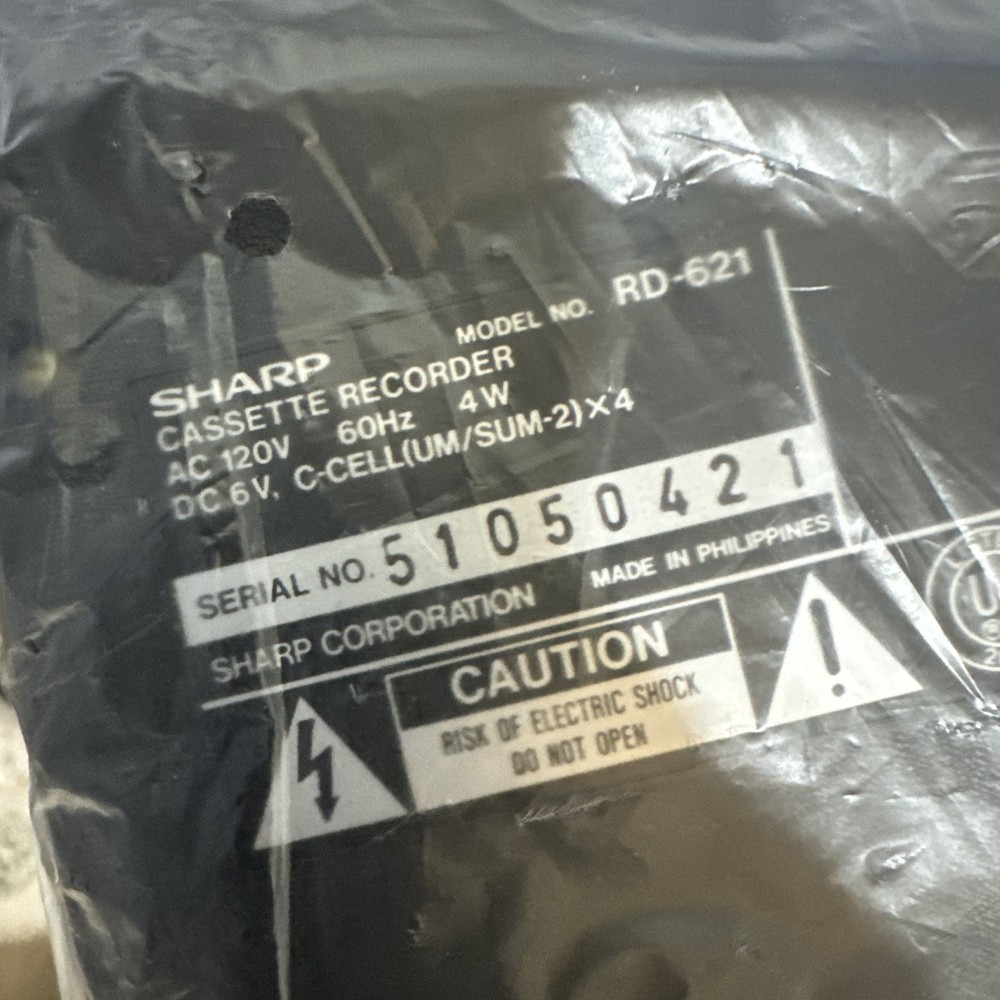 MODEL NO. RD-621
SHARP
CASSETTE RECORDER
AC 120V 60Hz 4W
DC 6V, C-CELL(UM/SUM-2)×4
SERIAL NO. 51050421
SHARP CORPORATION MADE IN PHILIPPINES
CAUTION
RISK OF ELECTRIC SHOCK
DO NOT OPEN